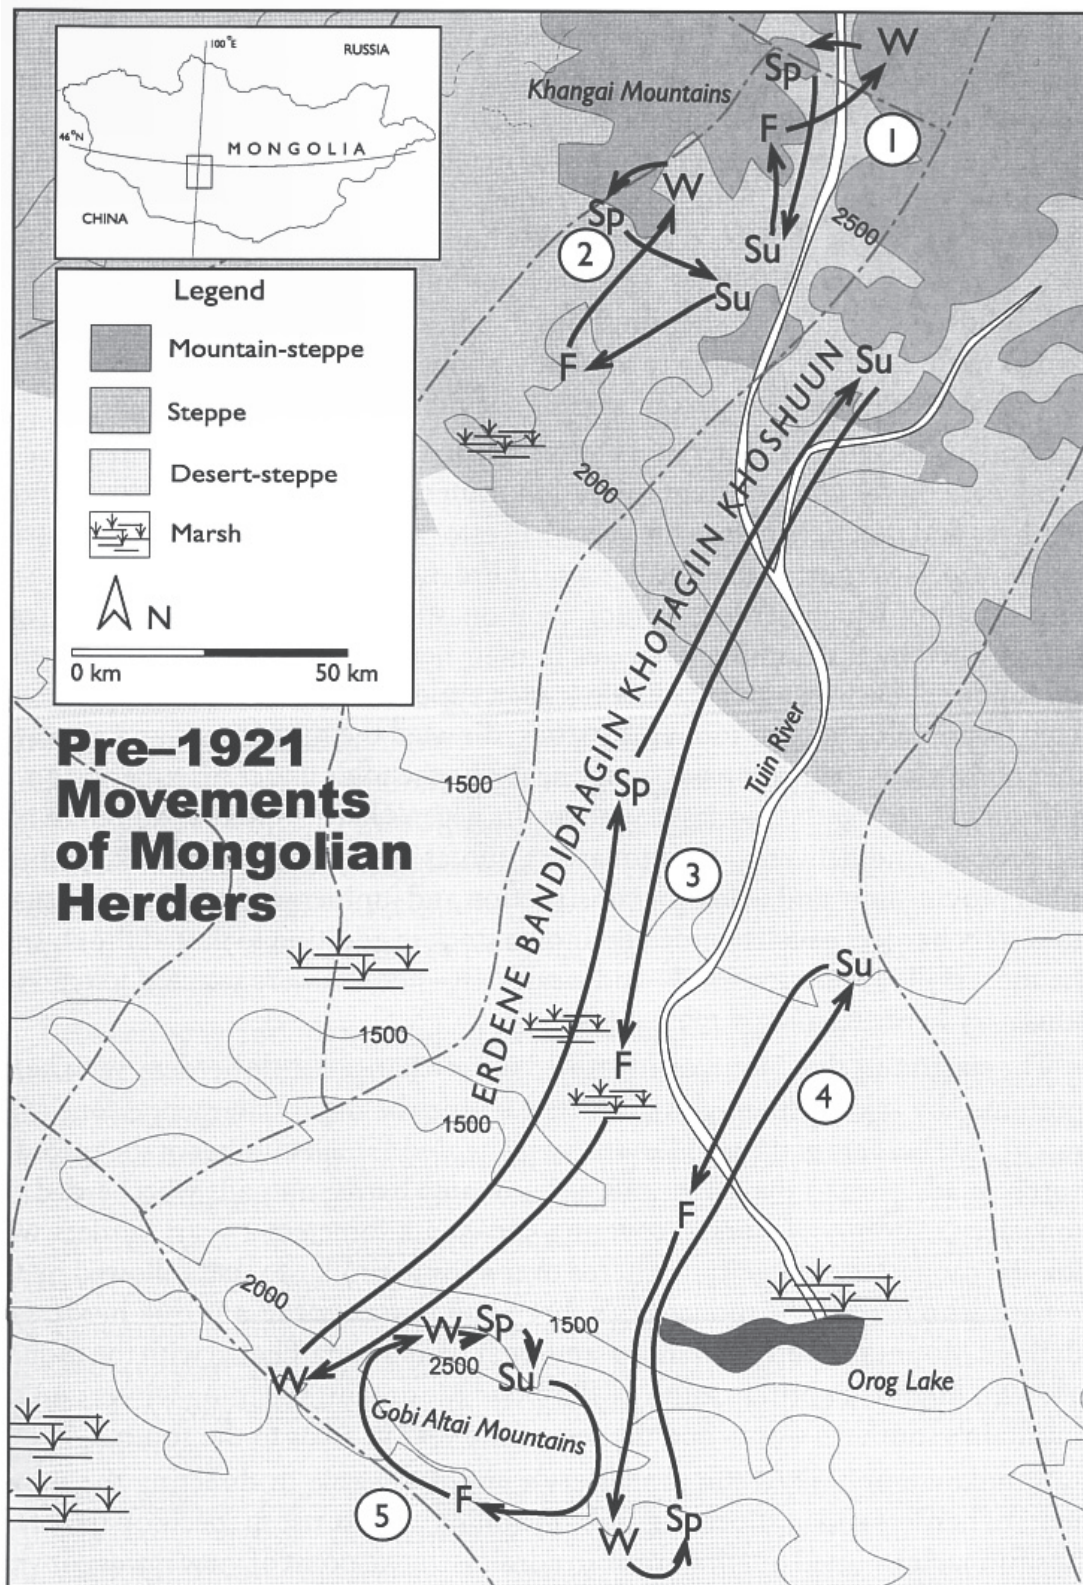 100°E
RUSSIA
46°N
MONGOLIA
CHINA
Legend
Mountain-steppe
Steppe
Desert-steppe
Marsh
N
0 km
50 km
Pre–1921
Movements
of Mongolian
Herders
Khangai Mountains
W
Sp
F
1
Su
2500
W
Sp
2
Su
F
Su
2000
ERDENE BANDIDAAGIIN KHOTAGIIN KHOSHUUN
Tuin River
1500
Sp
3
Su
1500
F
4
1500
F
2000
W
W
Sp
1500
2500
Su
Orog Lake
Gobi Altai Mountains
F
5
W
Sp